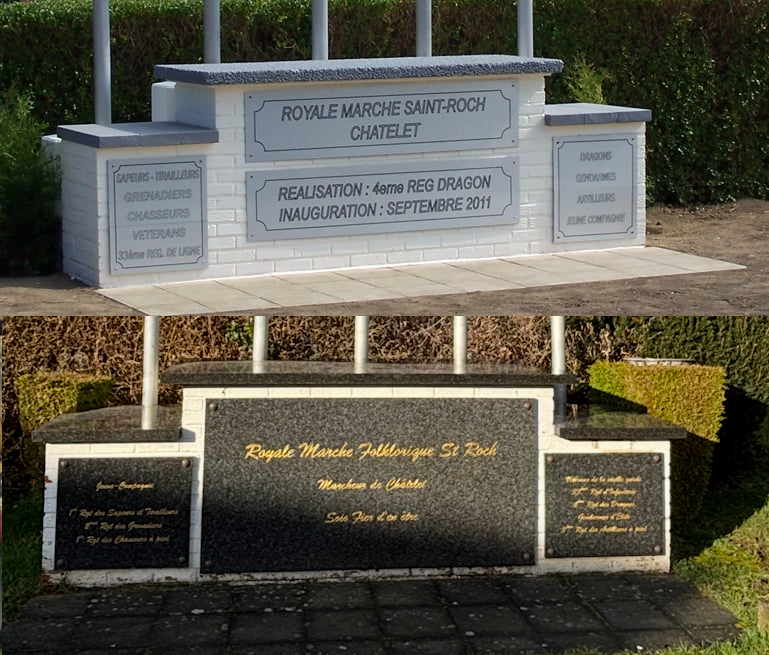 ROYALE MARCHE SAINT-ROCH
CHATELET
REALISATION : 4eme REG DRAGON
INAUGURATION : SEPTEMBRE 2011
SAPEURS - TIRAILLEURS
GRENADIERS
CHASSEURS
VETERANS
33ème REG. DE LIGNE
DRAGONS
GENDARMES
ARTILLEURS
JEUNE COMPAGNIE
Royale Marche Folklorique St Roch
Marcheur de Châtelet
Sois Fier d'en être
Jeune-Compagnie
1er Rgt des Sapeurs et Tirailleurs
2ème Rgt des Grenadiers
1er Rgt des Chasseurs à pied
de la vieille garde
Rgt d'Infanterie
Rgt des Dragons
Gendarmes d'Elite
Rgt des Artilleurs à pied